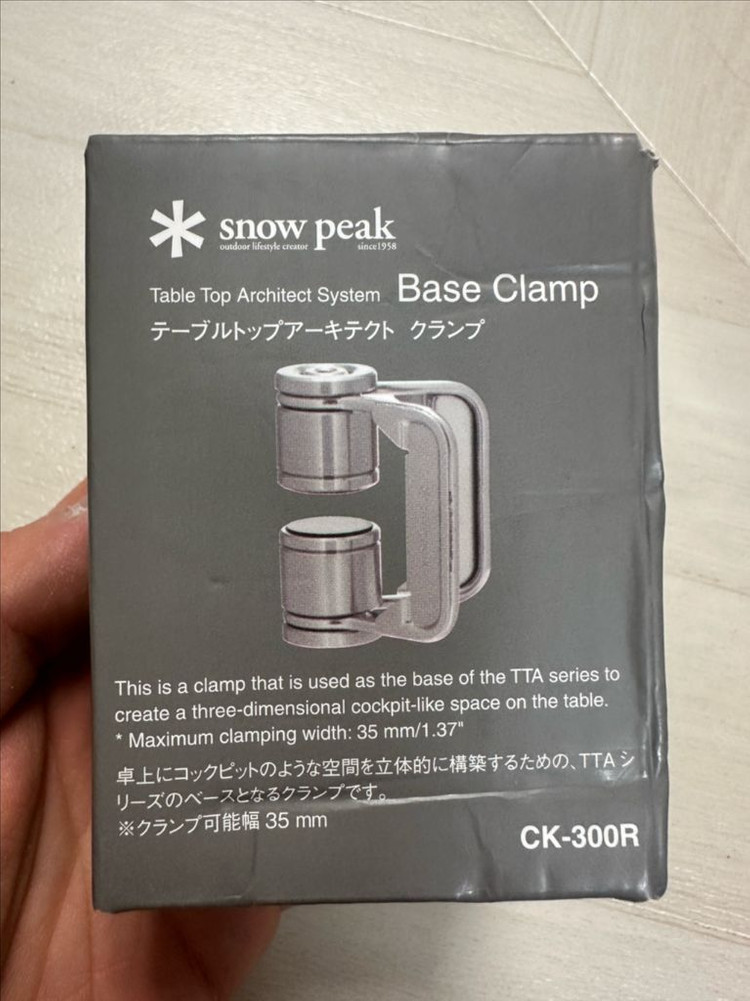 snow peak
outdoor lifestyle creator since1958
Table Top Architect System Base Clamp
テーブルトップアーキテクト クランプ
This is a clamp that is used as the base of the TTA series to
create a three-dimensional cockpit-like space on the table.
* Maximum clamping width: 35 mm/1.37"
卓上にコックピットのような空間を立体的に構築するための、TTAシ
リーズのベースとなるクランプです。
※クランプ可能幅 35 mm
CK-300R